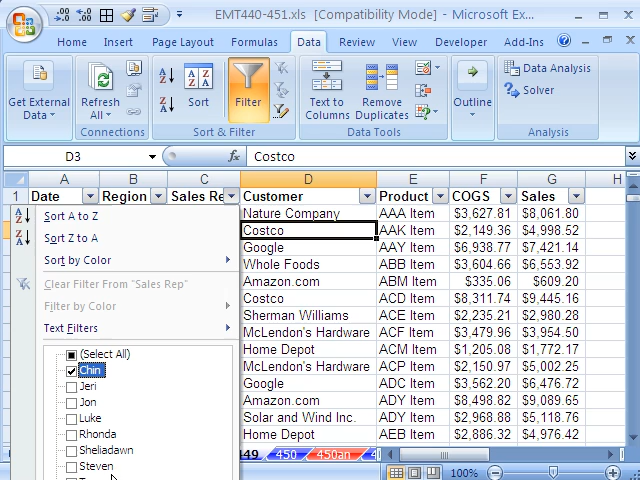 EMT440-451.xls [Compatibility Mode] - Microsoft Ex...
Home Insert Page Layout Formulas Data Review View Developer Add-Ins
Get External Data
Refresh All
Connections
Sort
Filter
Sort & Filter
Text to Columns
Remove Duplicates
Data Tools
Outline
Data Analysis
Solver
Analysis
D3 fx Costco
A B C D E F G H
1 Date Region Sales Re Customer Product COGS Sales
Nature Company AAA Item $3,627.81 $8,061.80
Costco AAK Item $2,149.36 $4,998.52
Google AAY Item $6,938.77 $7,421.14
Whole Foods ABB Item $3,604.66 $6,553.92
Amazon.com ABM Item $335.06 $609.20
Costco ACD Item $8,311.74 $9,445.16
Sherman Williams ACE Item $2,235.21 $2,980.28
McLendon's Hardware ACF Item $3,479.96 $3,954.50
Home Depot ACM Item $1,205.08 $1,772.17
McLendon's Hardware ACP Item $2,150.97 $5,002.25
Google ADC Item $3,562.20 $6,476.72
Amazon.com ADY Item $8,498.82 $9,089.65
Solar and Wind Inc. ADY Item $2,968.88 $5,118.76
Home Depot AEB Item $2,886.32 $4,976.42
Sort A to Z
Sort Z to A
Sort by Color
Clear Filter From "Sales Rep"
Filter by Color
Text Filters
(Select All)
Chin
Jeri
Jon
Luke
Rhonda
Sheliadawn
Steven
449 450 450an
100%